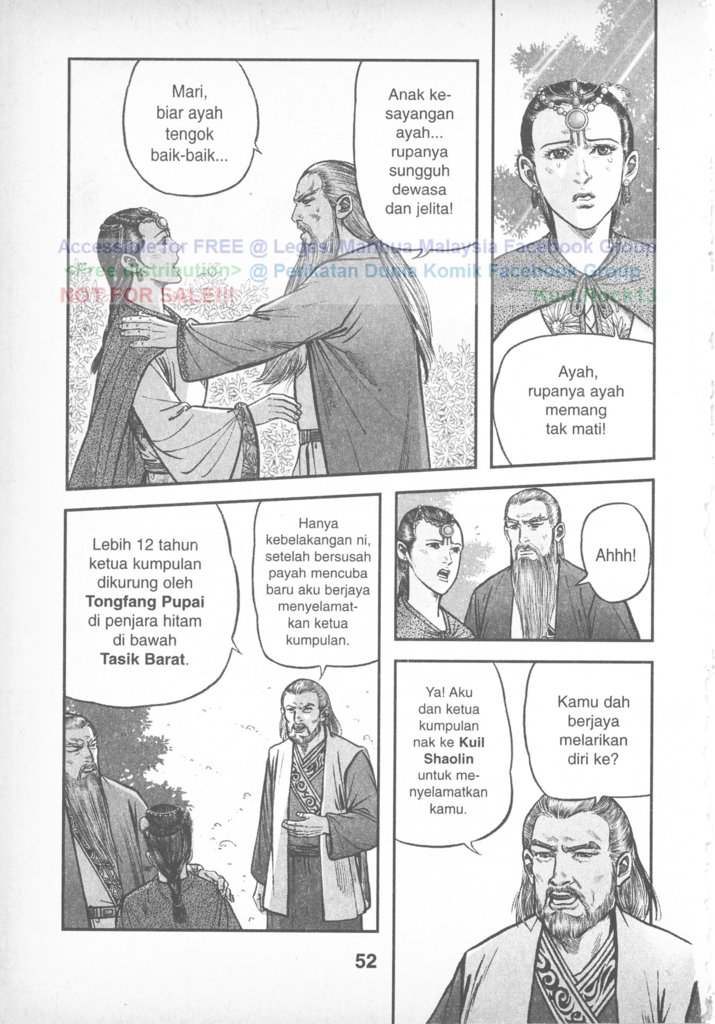 Mari,
biar ayah
tengok
baik-baik...
Anak ke-
sayangan
ayah...
rupanya
sungguh
dewasa
dan jelita!
Accessible for FREE @ Legasi Manhua Malaysia Facebook Group
<Free distribution> @ Perikatan Dunia Komik Facebook Group
NOT FOR SALE!!!
Ayah,
rupanya ayah
memang
tak mati!
Lebih 12 tahun
ketua kumpulan
dikurung oleh
Tongfang Pupai
di penjara hitam
di bawah
Tasik Barat.
Hanya
kebelakangan ni,
setelah bersusah
payah mencuba
baru aku berjaya
menyelamat-
kan ketua
kumpulan.
Ahhh!
Ya! Aku
dan ketua
kumpulan
nak ke Kuil
Shaolin
untuk me-
nyelamatkan
kamu.
Kamu dah
berjaya
melarikan
diri ke?
52